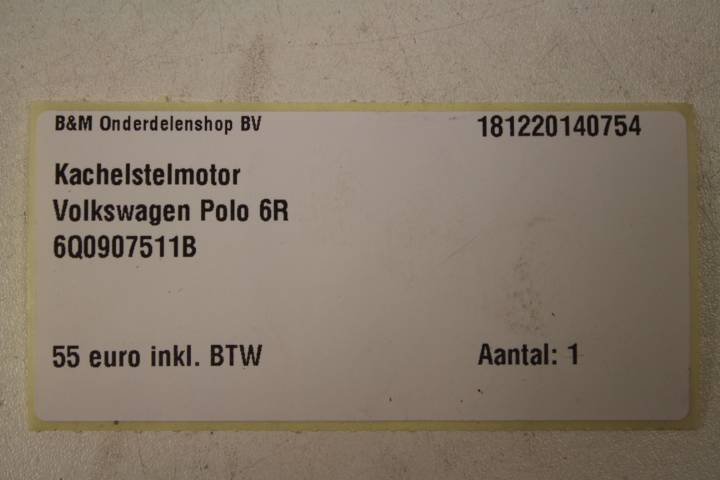 B&M Onderdelenshop BV 181220140754
Kachelstelmotor
Volkswagen Polo 6R
6Q0907511B
55 euro inkl. BTW Aantal: 1